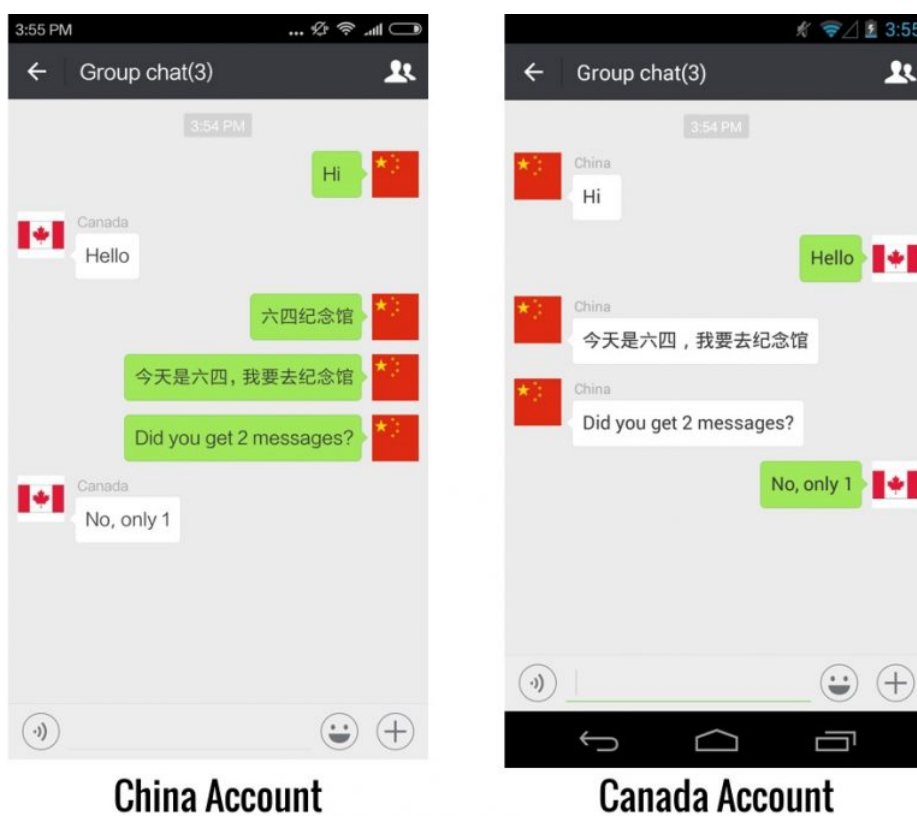 3:55 PM
Group chat(3)
3:54 PM
Hi
Canada
Hello
六四纪念馆
今天是六四，我要去纪念馆
Did you get 2 messages?
Canada
No, only 1
China Account
3:55
Group chat(3)
3:54 PM
China
Hi
Hello
China
今天是六四，我要去纪念馆
China
Did you get 2 messages?
No, only 1
Canada Account